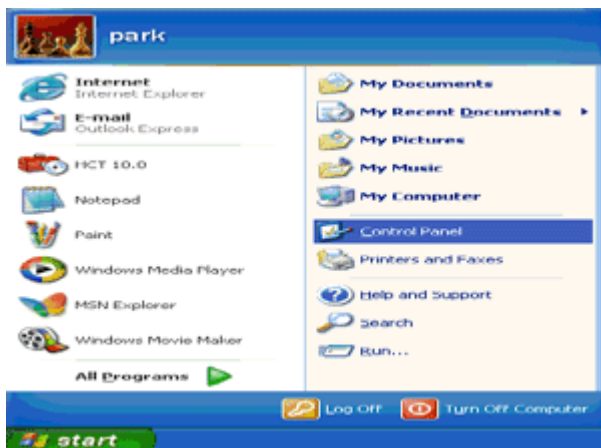 park
Internet
Internet Explorer
E-mail
Outlook Express
HCT 10.0
Notepad
Paint
Windows Media Player
MSN Explorer
Windows Movie Maker
All Programs
My Documents
My Recent Documents
My Pictures
My Music
My Computer
Control Panel
Printers and Faxes
Help and Support
Search
Run...
Log Off
Turn Off Computer
start